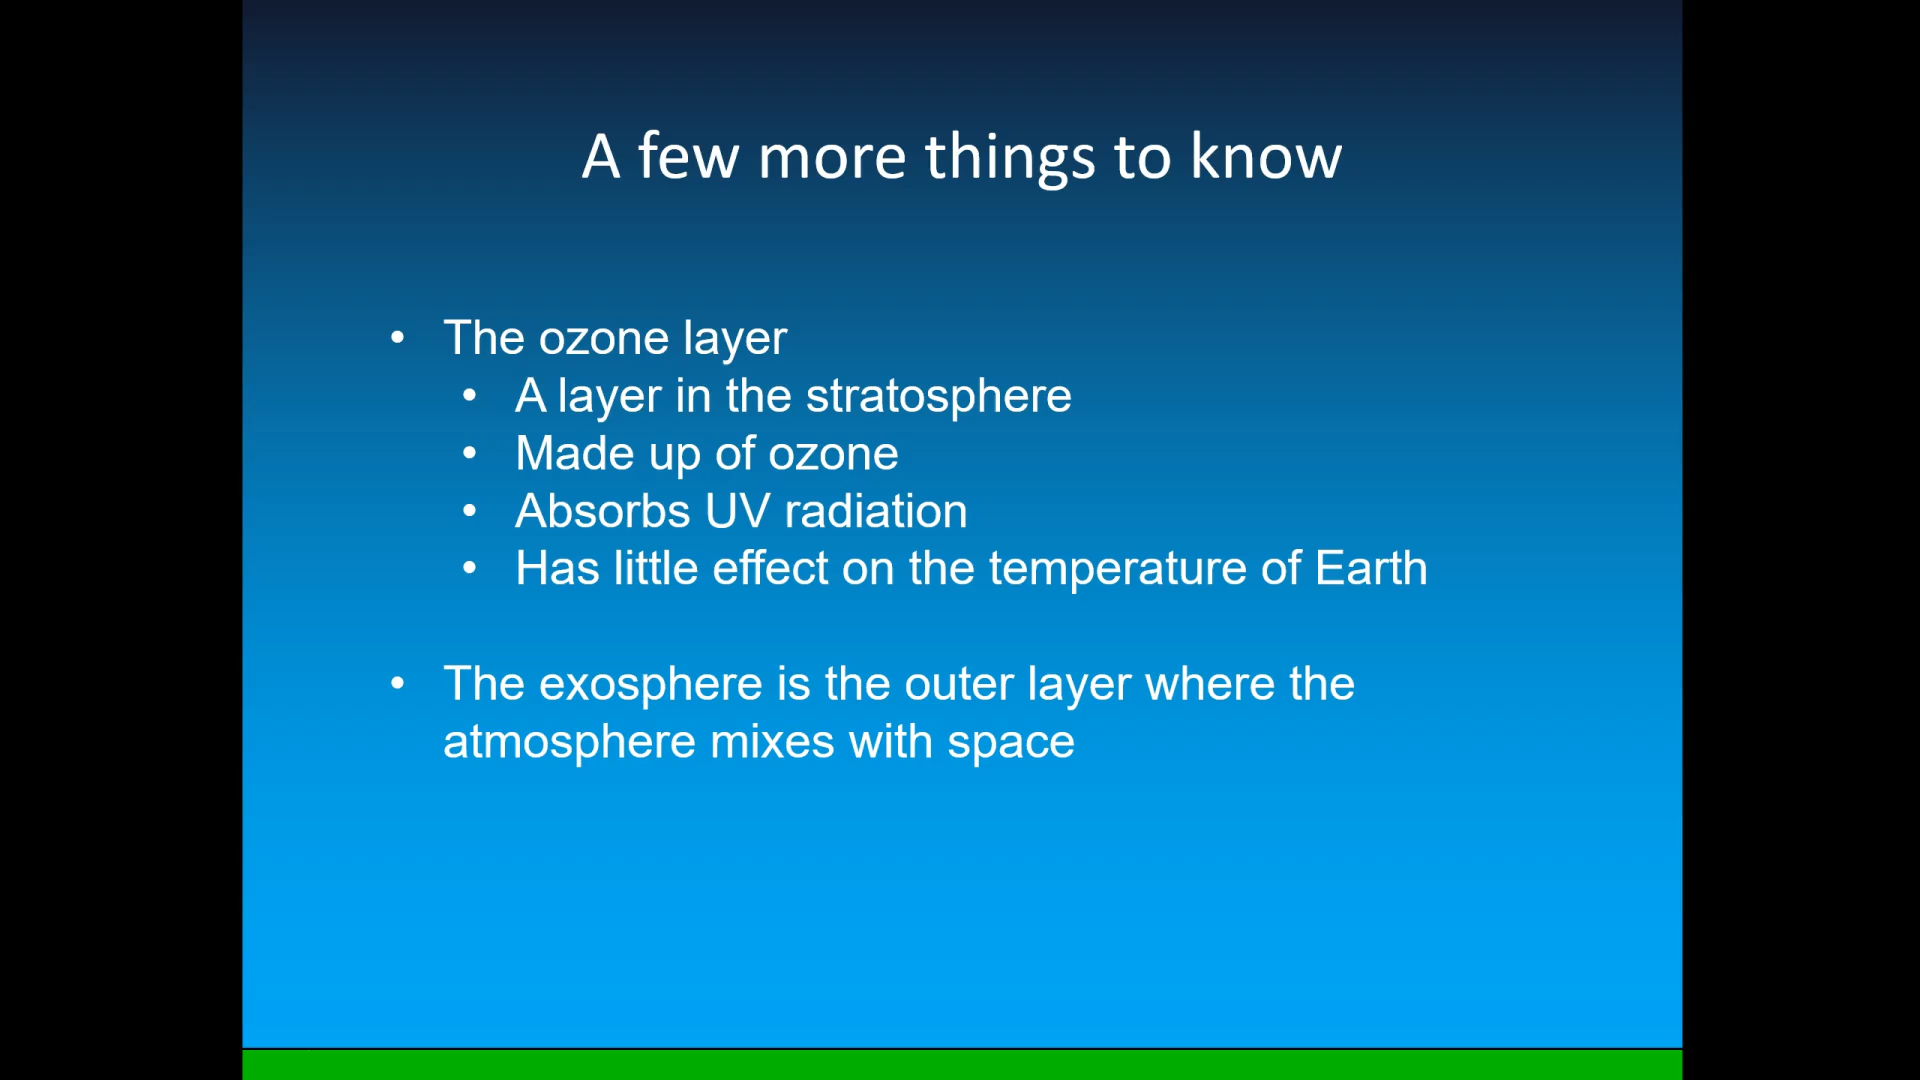 A few more things to know
• The ozone layer
• A layer in the stratosphere
• Made up of ozone
• Absorbs UV radiation
• Has little effect on the temperature of Earth
• The exosphere is the outer layer where the
atmosphere mixes with space